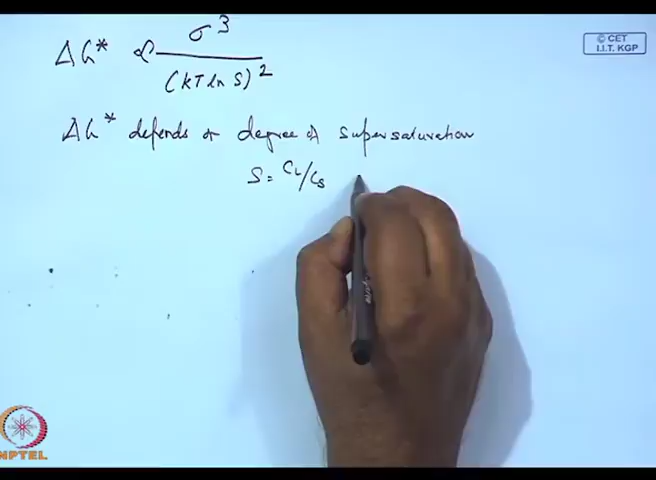 ΔG* ∝ σ³/(kT ln S)²
© CET
I.I.T. KGP
ΔG* depends on degree of supersaturation
S = CL/CS
NPTEL